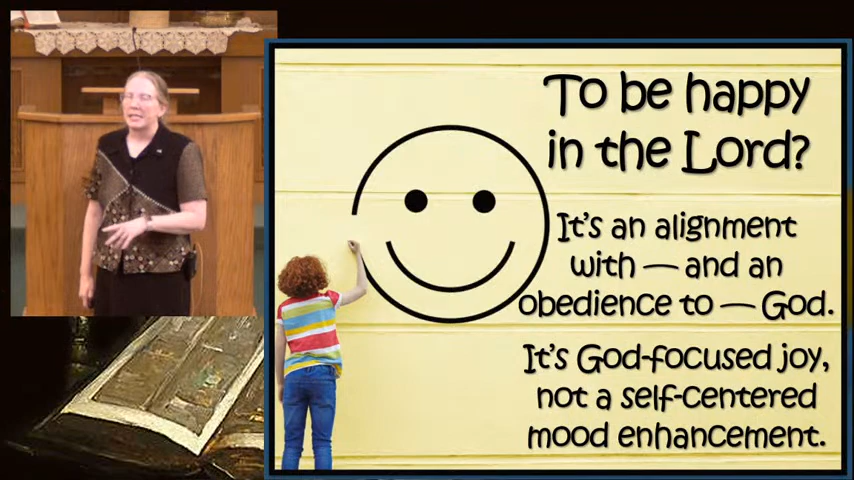 To be happy
in the Lord?
It's an alignment
with — and an
obedience to — God.
It's God-focused joy,
not a self-centered
mood enhancement.